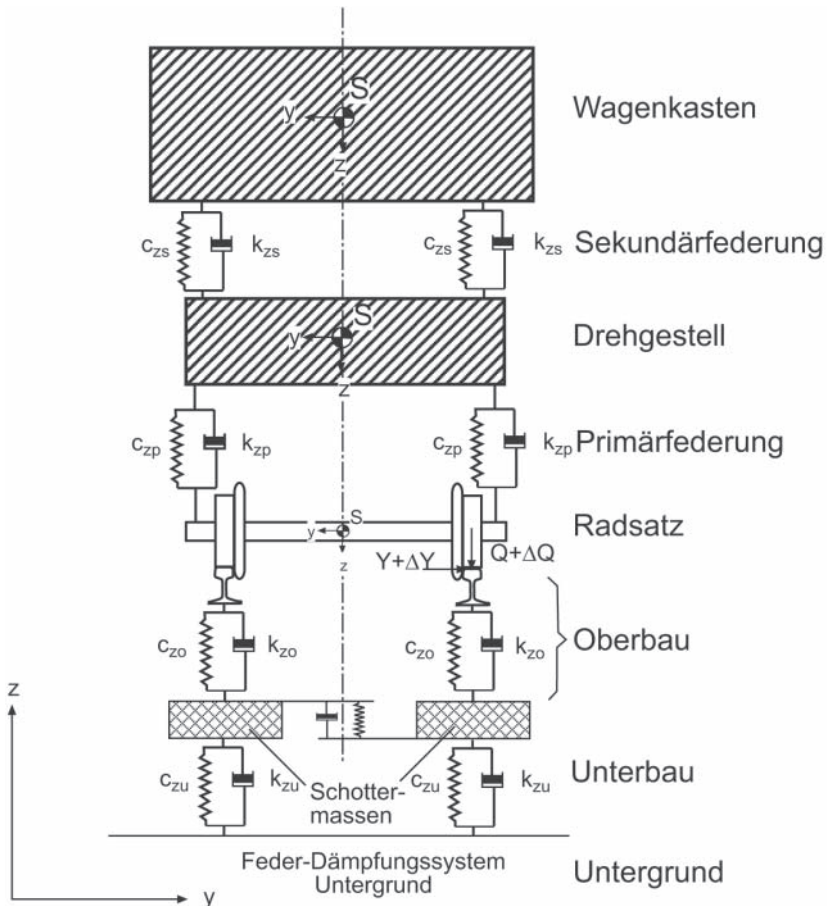 S
y
z
Wagenkasten
c_zs
k_zs
c_zs
k_zs
Sekundärfederung
S
y
z
Drehgestell
c_zp
k_zp
c_zp
k_zp
Primärfederung
S
y
z
Radsatz
Y+ΔY
Q+ΔQ
c_zo
k_zo
c_zo
k_zo
Oberbau
z
c_zu
k_zu
Schotter-
massen
c_zu
k_zu
Unterbau
Feder-Dämpfungssystem
Untergrund
Untergrund
y